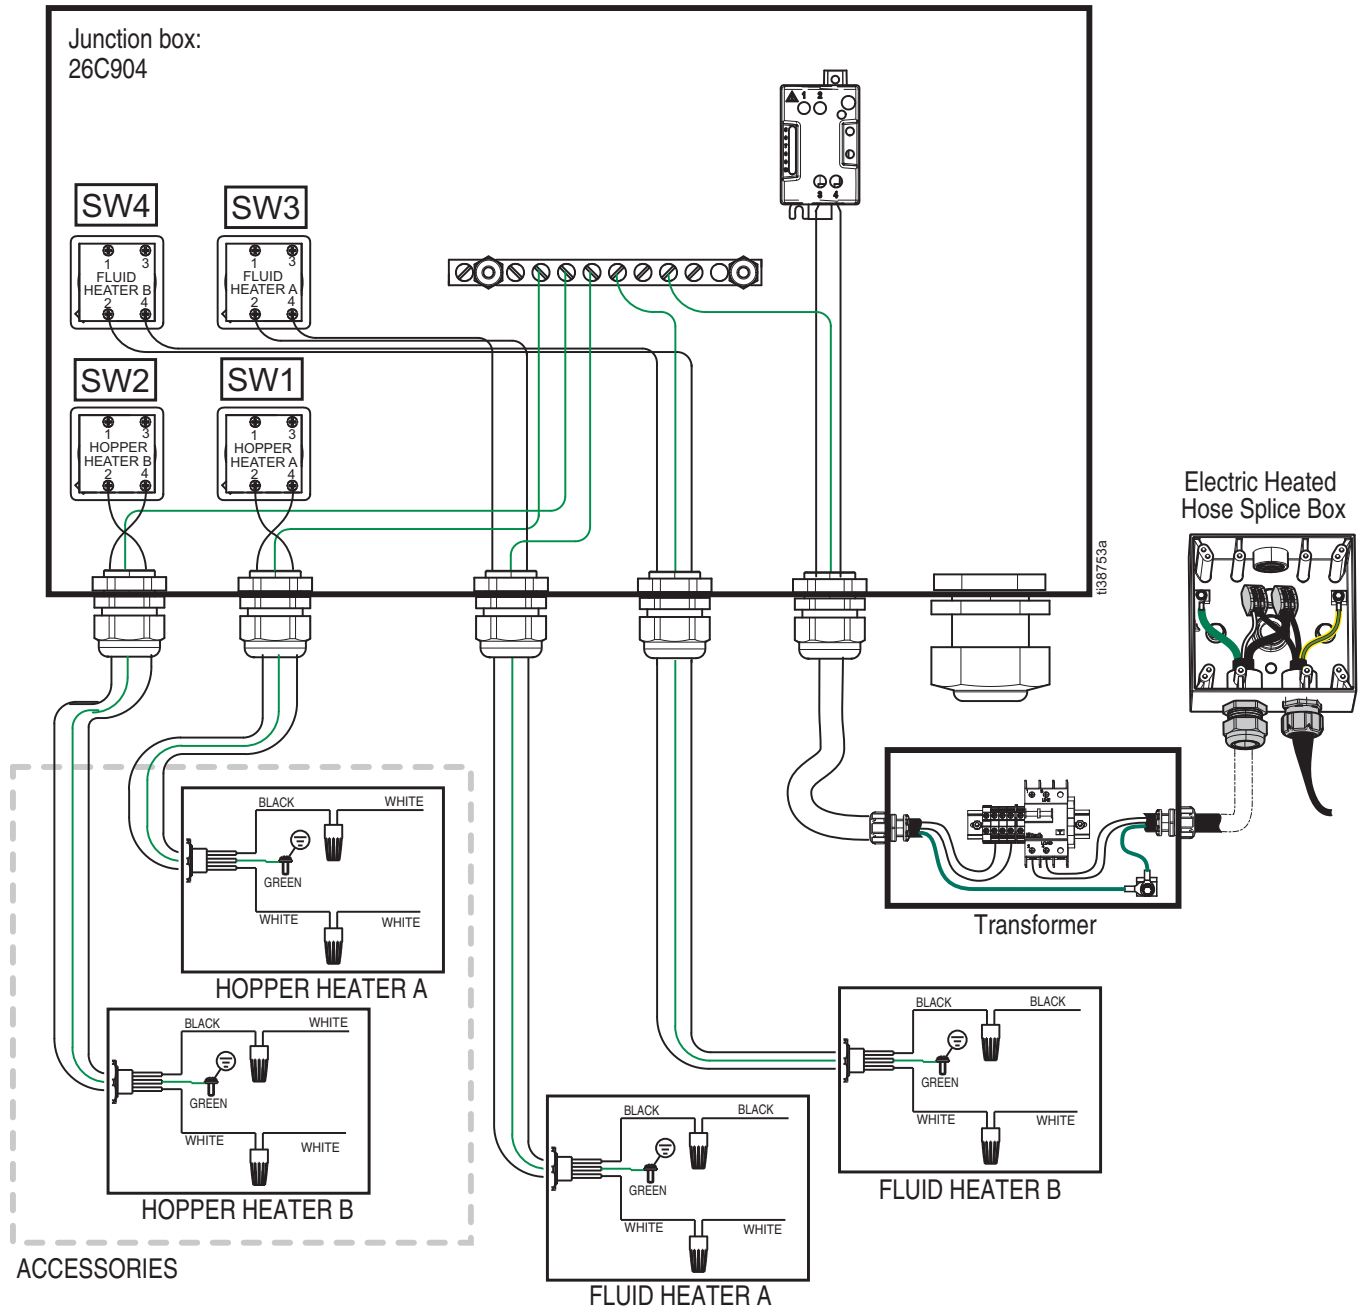 Junction box:
26C904
1 2
3 4
SW4
SW3
1 3
FLUID
HEATER B
2 4
1 3
FLUID
HEATER A
2 4
SW2
SW1
1 3
HOPPER
HEATER B
2 4
1 3
HOPPER
HEATER A
2 4
ti38753a
Electric Heated
Hose Splice Box
Transformer
BLACK
WHITE
GREEN
WHITE
WHITE
HOPPER HEATER A
BLACK
WHITE
GREEN
WHITE
WHITE
HOPPER HEATER B
BLACK
BLACK
GREEN
WHITE
WHITE
FLUID HEATER B
BLACK
BLACK
GREEN
WHITE
WHITE
FLUID HEATER A
ACCESSORIES